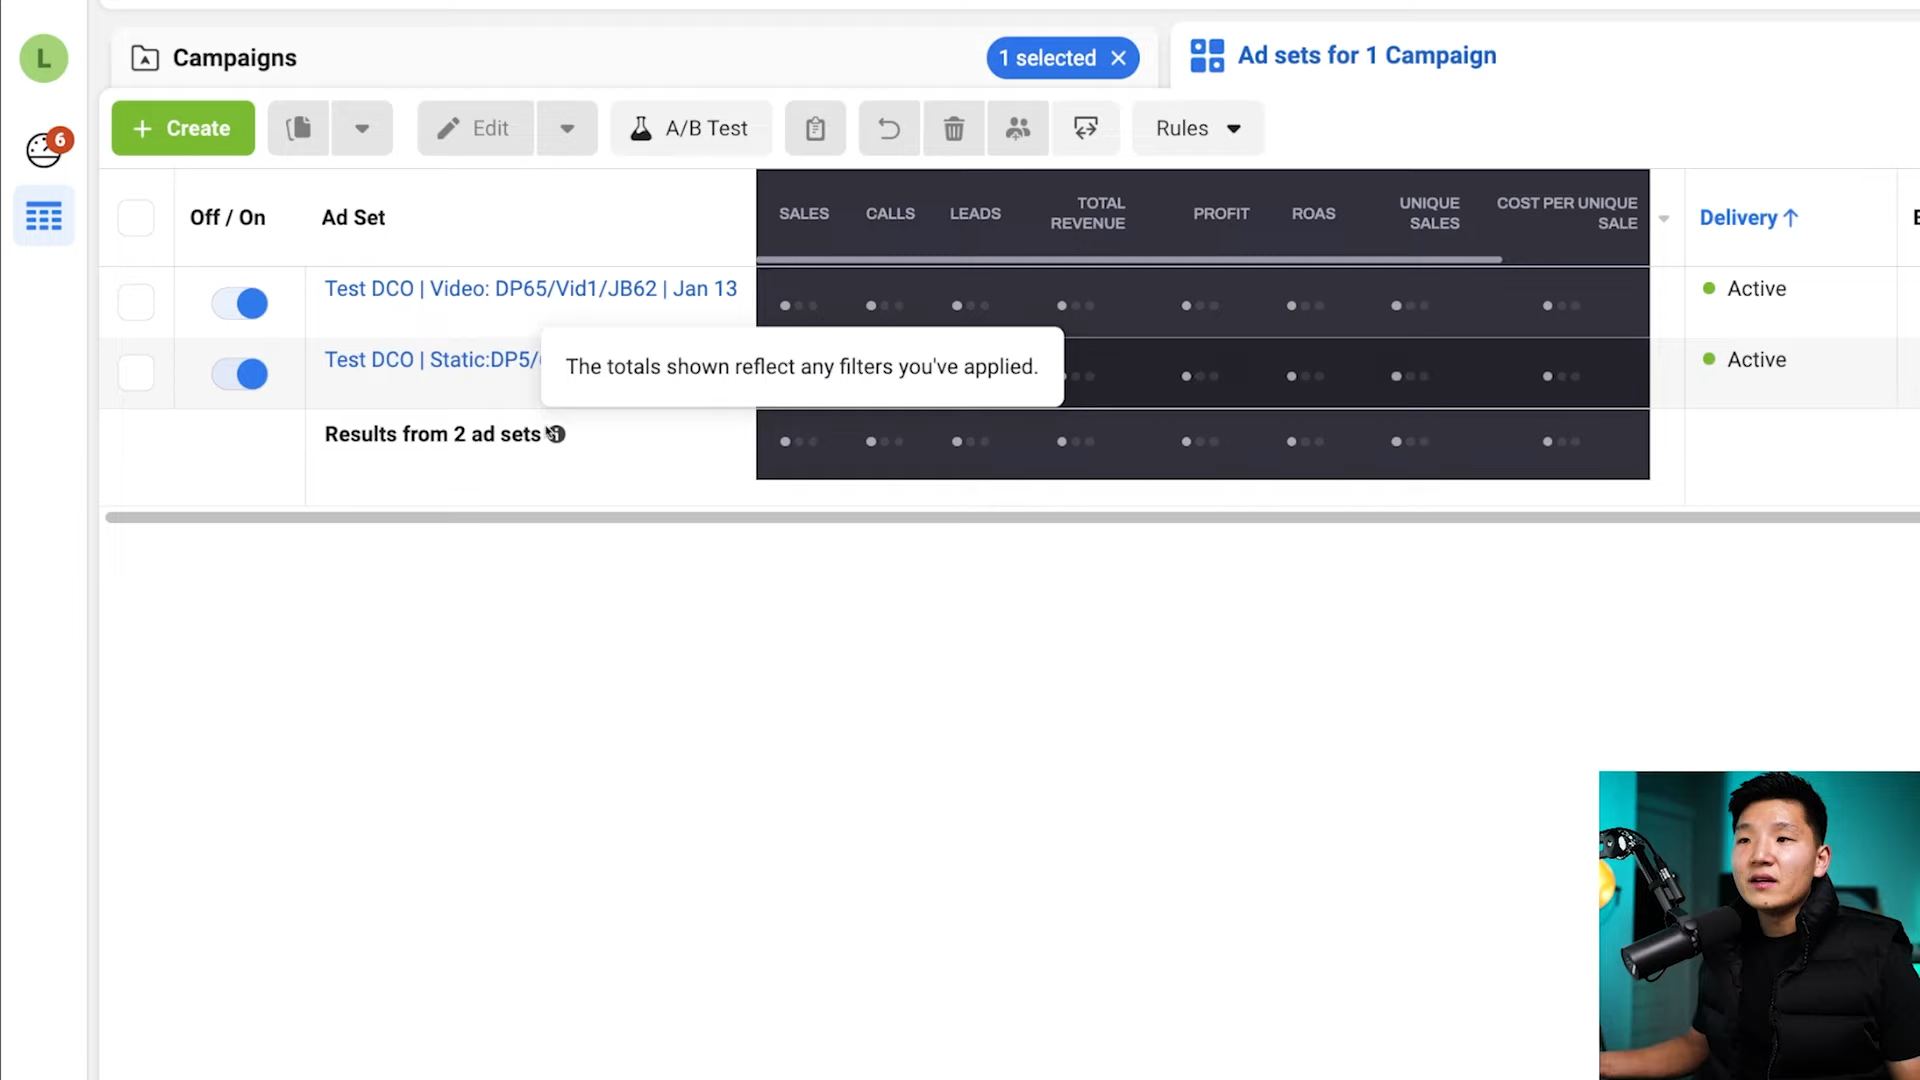 L
Campaigns
1 selected
Ad sets for 1 Campaign
6
Create
Edit
A/B Test
Rules
Off / On
Ad Set
SALES
CALLS
LEADS
TOTAL
REVENUE
PROFIT
ROAS
UNIQUE
SALES
COST PER UNIQUE
SALE
Delivery
Test DCO | Video: DP65/Vid1/JB62 | Jan 13
Active
Test DCO | Static:DP5/
The totals shown reflect any filters you've applied.
Active
Results from 2 ad sets